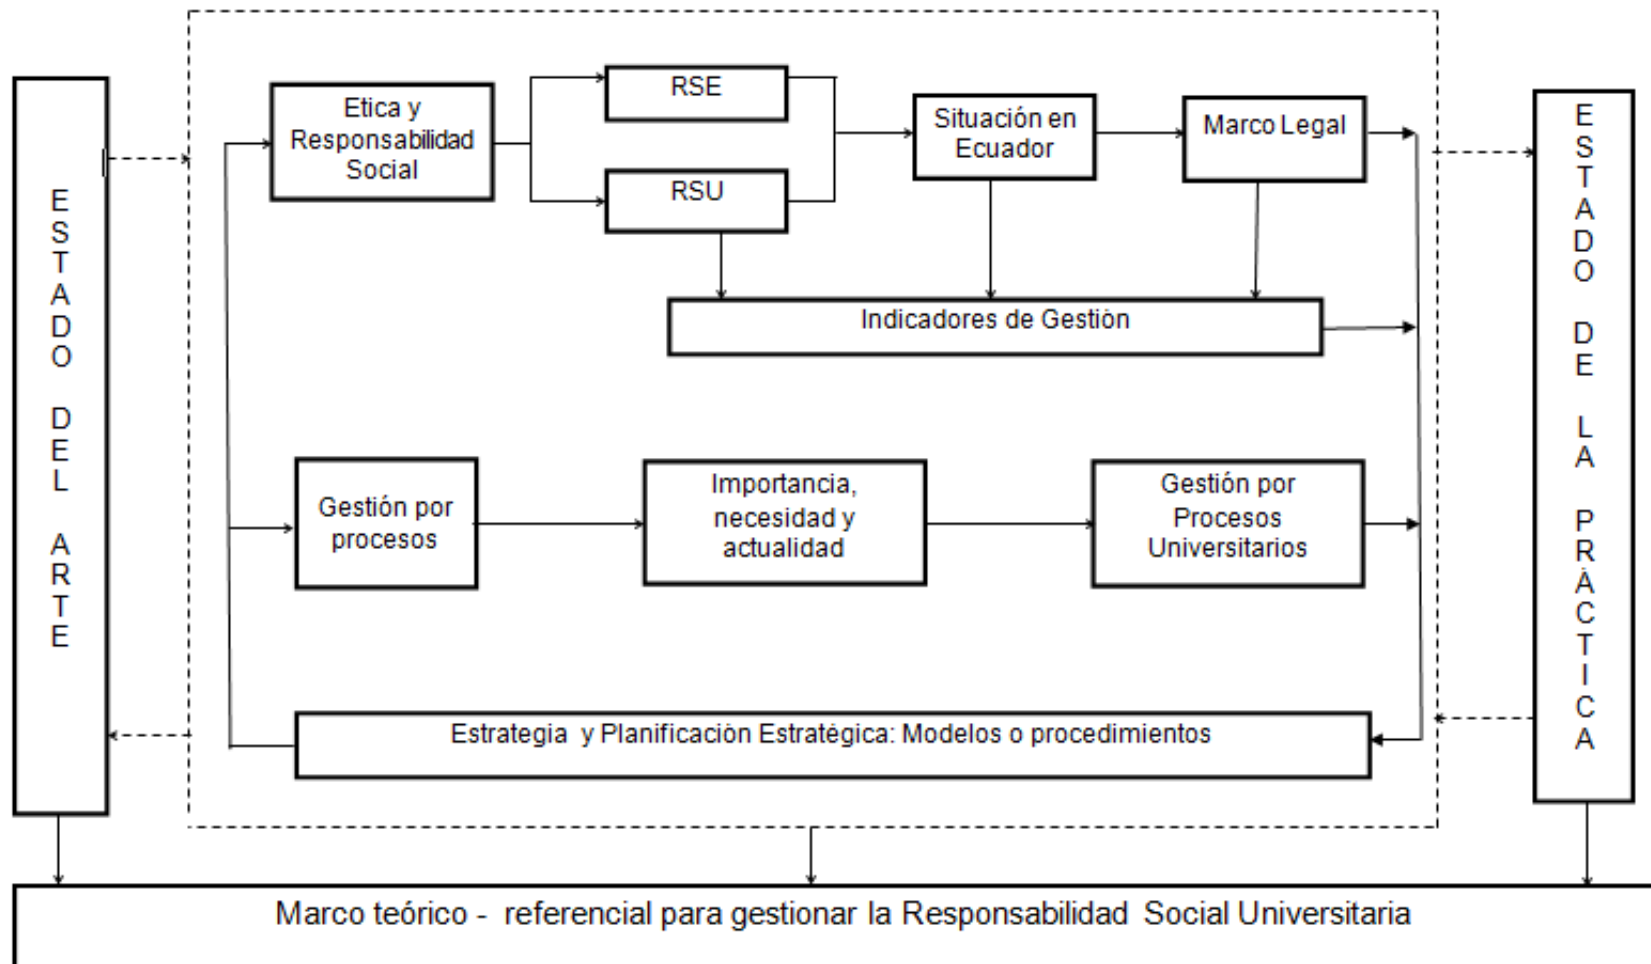 ESTADO DEL ARTE
Etica y
Responsabilidad
Social
RSE
RSU
Situación en
Ecuador
Marco Legal
Indicadores de Gestión
Gestión por
procesos
Importancia,
necesidad y
actualidad
Gestión por
Procesos
Universitarios
Estrategia y Planificación Estratégica: Modelos o procedimientos
ESTADO DE LA PRÁCTICA
Marco teórico - referencial para gestionar la Responsabilidad Social Universitaria